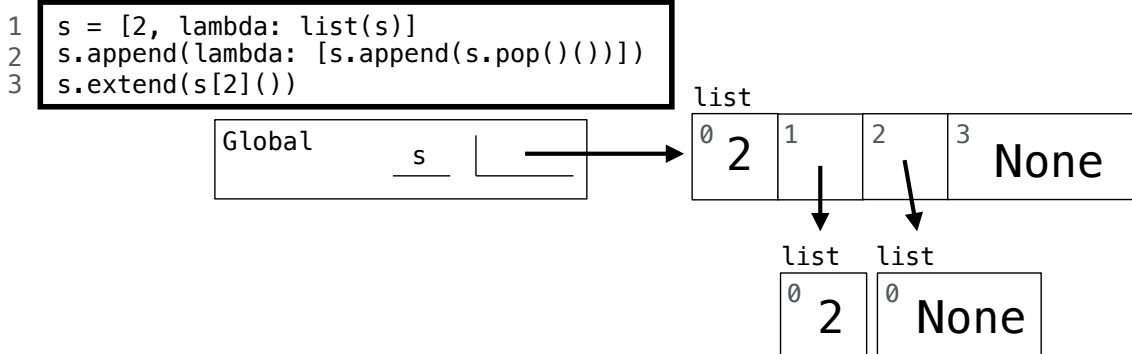 1 s = [2, lambda: list(s)]
2 s.append(lambda: [s.append(s.pop()())])
3 s.extend(s[2]())
list
Global
s
0 2 1 2 3 None
list list
0 2 0 None